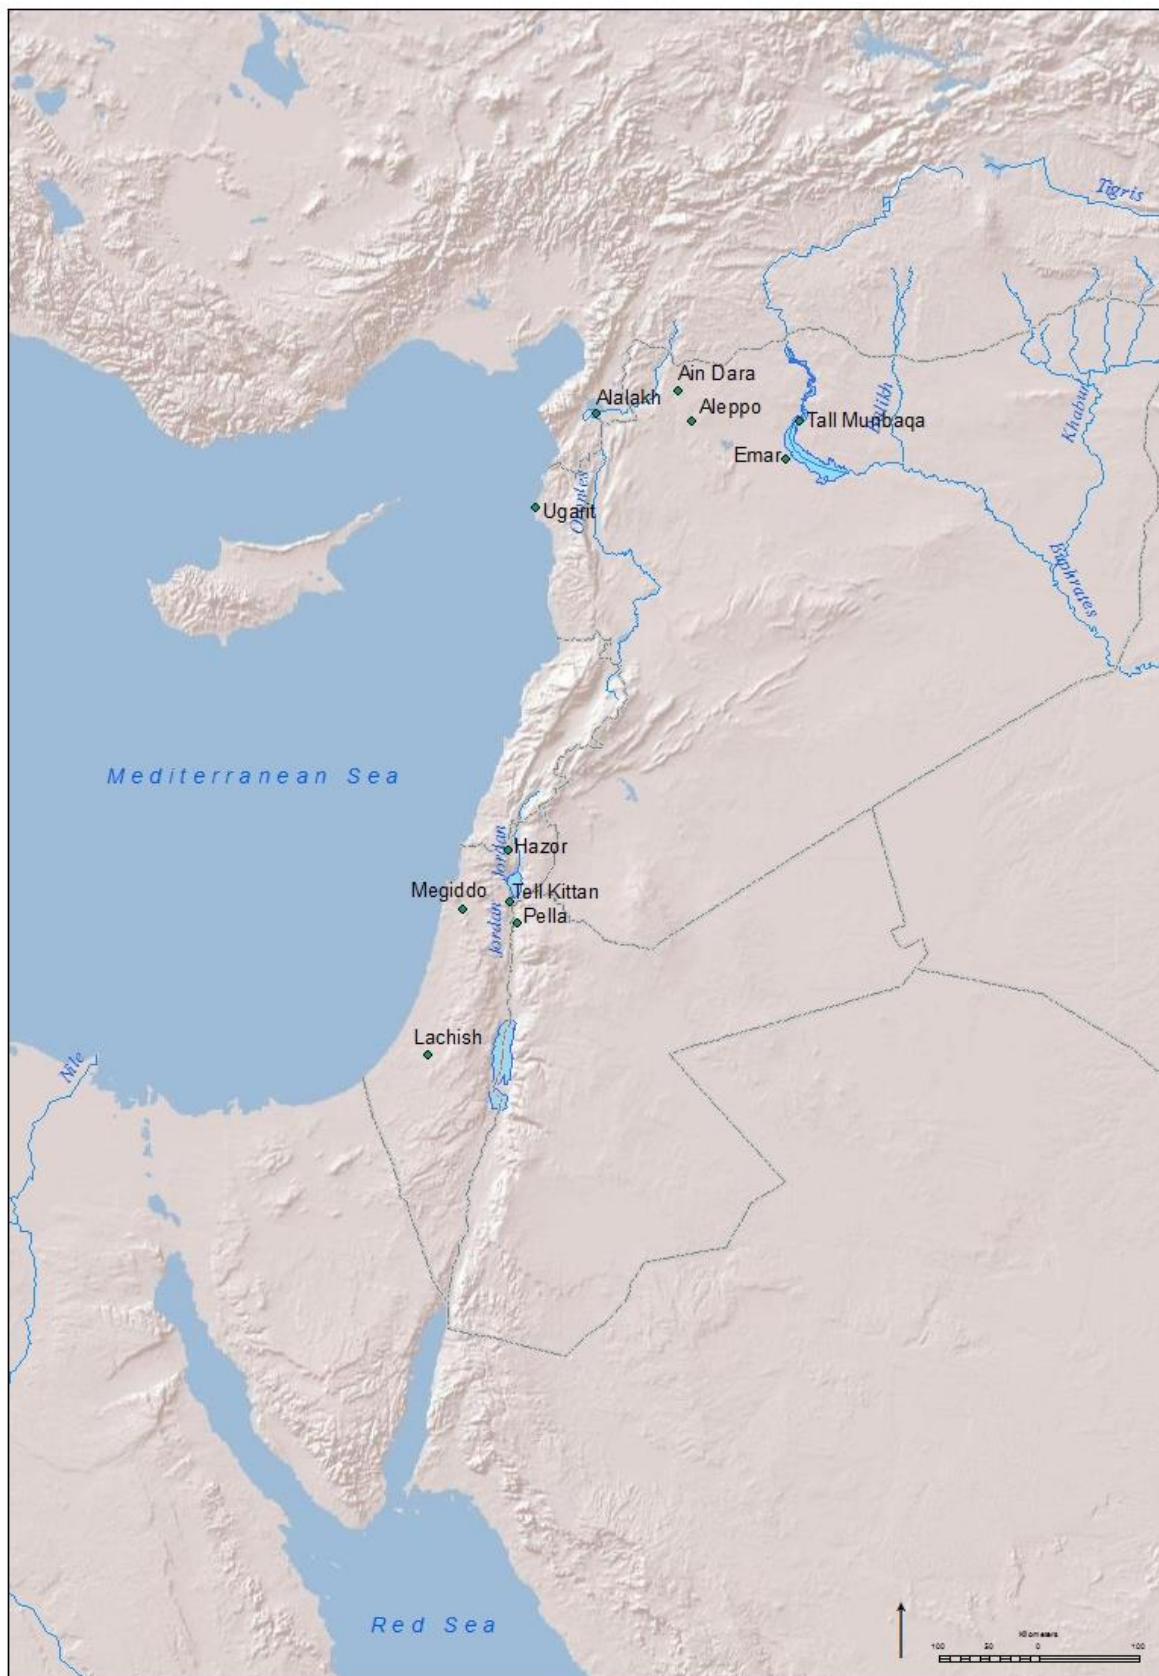 Tigris
Ain Dara
Alalakh
Aleppo
Tall Munbaqa
Balikh
Khabur
Emar
Orontes
Ugarit
Euphrates
Mediterranean Sea
Jordan
Hazor
Megiddo
Tell Kittan
Jordan
Pella
Lachish
Nile
Red Sea
Kilometers
100 50 0 100